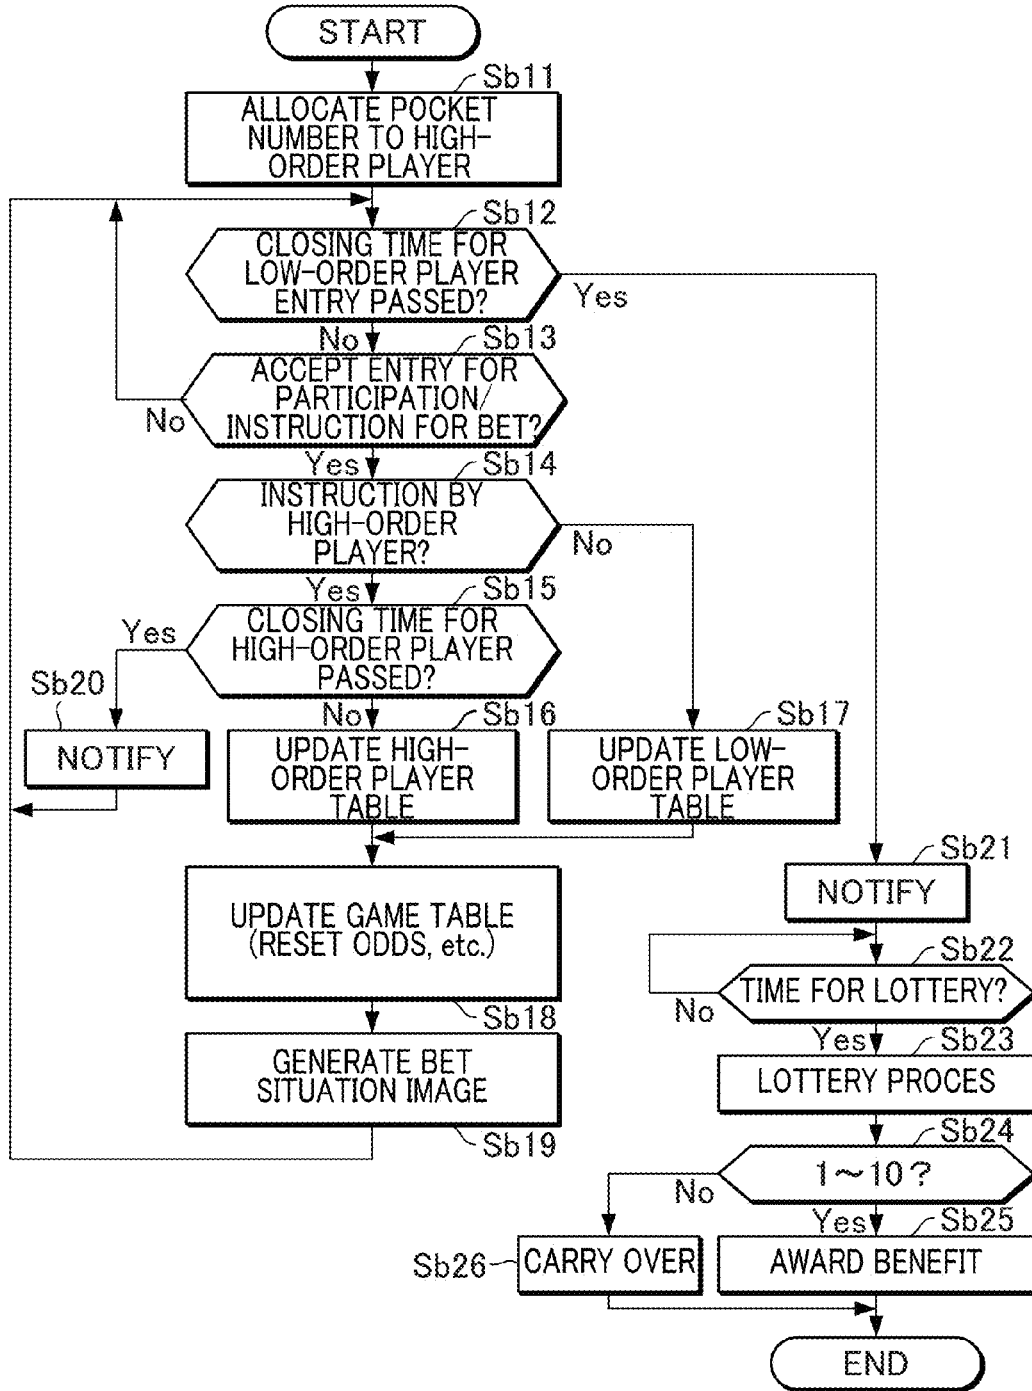 START
Sb11
ALLOCATE POCKET
NUMBER TO HIGH-
ORDER PLAYER
Sb12
CLOSING TIME FOR
LOW-ORDER PLAYER
ENTRY PASSED?
Yes
No
Sb13
ACCEPT ENTRY FOR
PARTICIPATION/
INSTRUCTION FOR BET?
No
Yes
Sb14
INSTRUCTION BY
HIGH-ORDER
PLAYER?
No
Yes
Sb15
CLOSING TIME FOR
HIGH-ORDER PLAYER
PASSED?
Yes
No
Sb20
NOTIFY
Sb16
UPDATE HIGH-
ORDER PLAYER
TABLE
Sb17
UPDATE LOW-
ORDER PLAYER
TABLE
UPDATE GAME TABLE
(RESET ODDS, etc.)
Sb18
GENERATE BET
SITUATION IMAGE
Sb19
Sb21
NOTIFY
Sb22
TIME FOR LOTTERY?
No
Yes
Sb23
LOTTERY PROCES
Sb24
1～10?
No
Yes
Sb25
AWARD BENEFIT
Sb26
CARRY OVER
END